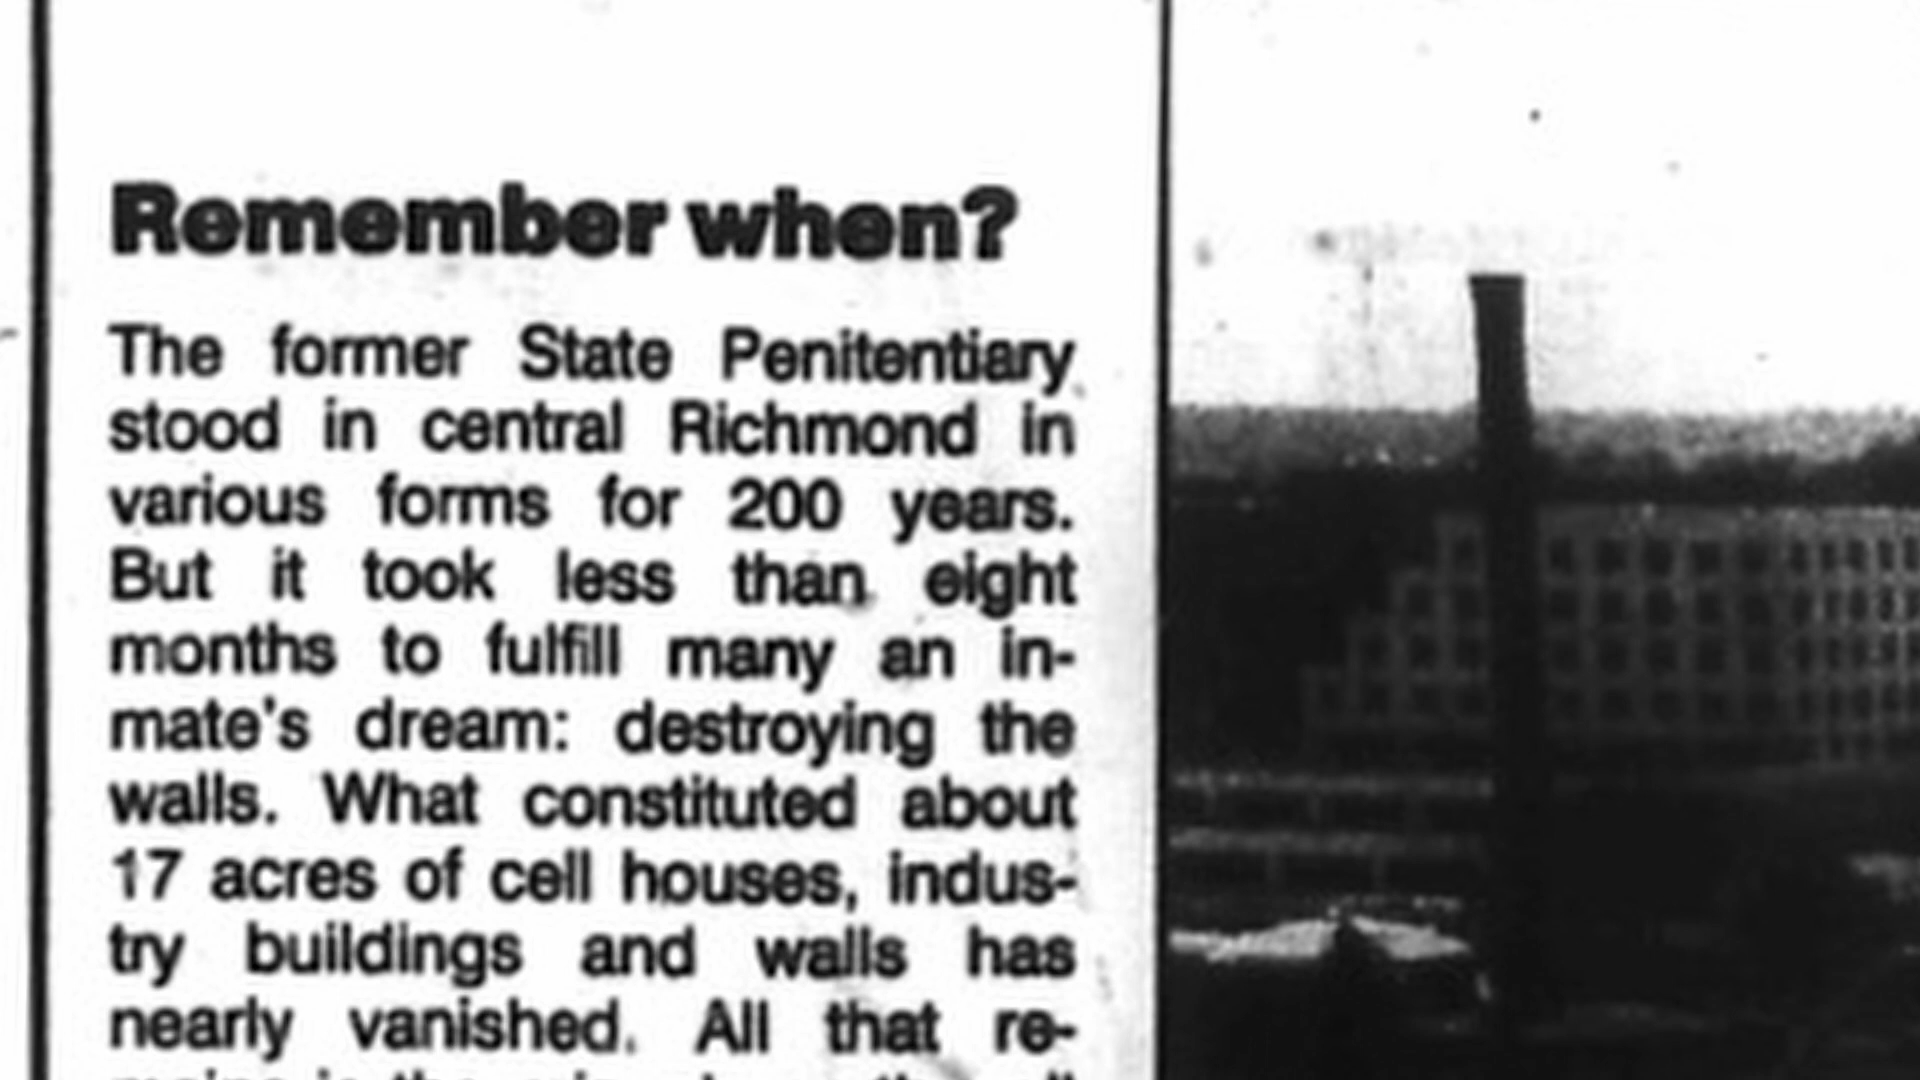 Remember when?
The former State Penitentiary
stood in central Richmond in
various forms for 200 years.
But it took less than eight
months to fulfill many an in-
mate's dream: destroying the
walls. What constituted about
17 acres of cell houses, indus-
try buildings and walls has
nearly vanished. All that re-